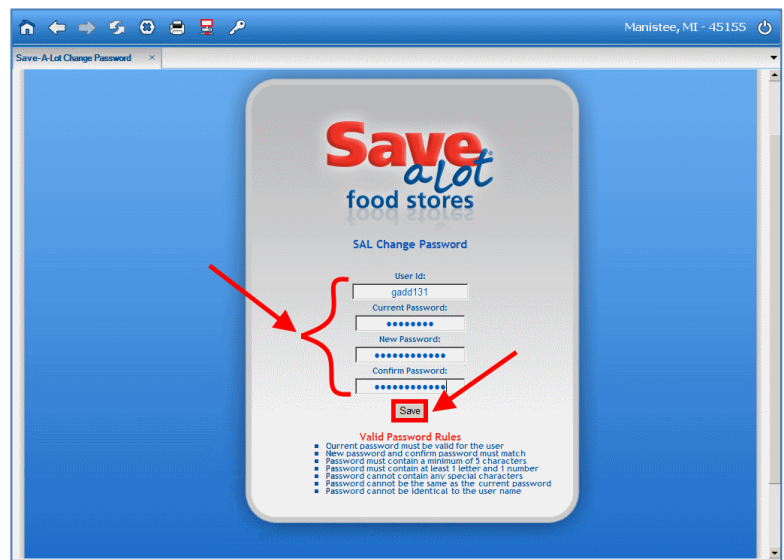 Manistee, MI - 45155
Save-A-Lot Change Password
Save
a lot
food stores
SAL Change Password
User Id:
gadd131
Current Password:
••••••••
New Password:
••••••••••••
Confirm Password:
••••••••••••
Save
Valid Password Rules
Current password must be valid for the user
New password and confirm password must match
Password must contain a minimum of 5 characters
Password must contain at least 1 letter and 1 number
Password cannot contain any special characters
Password cannot be the same as the current password
Password cannot be identical to the user name